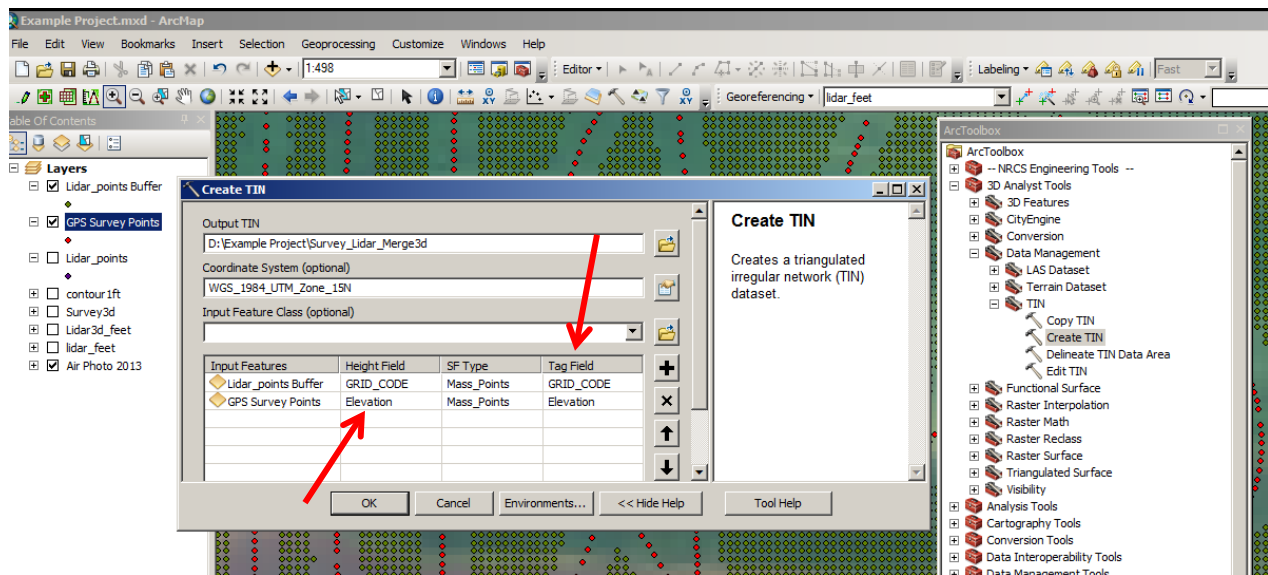 Example Project.mxd - ArcMap
File Edit View Bookmarks Insert Selection Geoprocessing Customize Windows Help
1:498 Editor Labeling Fast
Georeferencing lidar_feet
able Of Contents
Layers
Lidar_points Buffer
GPS Survey Points
Lidar_points
contour1ft
Survey3d
Lidar3d_feet
lidar_feet
Air Photo 2013
Create TIN
Output TIN
D:\Example Project\Survey_Lidar_Merge3d
Coordinate System (optional)
WGS_1984_UTM_Zone_15N
Input Feature Class (optional)
Input Features Height Field SF Type Tag Field
Lidar_points Buffer GRID_CODE Mass_Points GRID_CODE
GPS Survey Points Elevation Mass_Points Elevation
OK Cancel Environments... << Hide Help Tool Help
Create TIN
Creates a triangulated
irregular network (TIN)
dataset.
ArcToolbox
ArcToolbox
-- NRCS Engineering Tools --
3D Analyst Tools
3D Features
CityEngine
Conversion
Data Management
LAS Dataset
Terrain Dataset
TIN
Copy TIN
Create TIN
Delineate TIN Data Area
Edit TIN
Functional Surface
Raster Interpolation
Raster Math
Raster Reclass
Raster Surface
Triangulated Surface
Visibility
Analysis Tools
Cartography Tools
Conversion Tools
Data Interoperability Tools
Data Management Tools